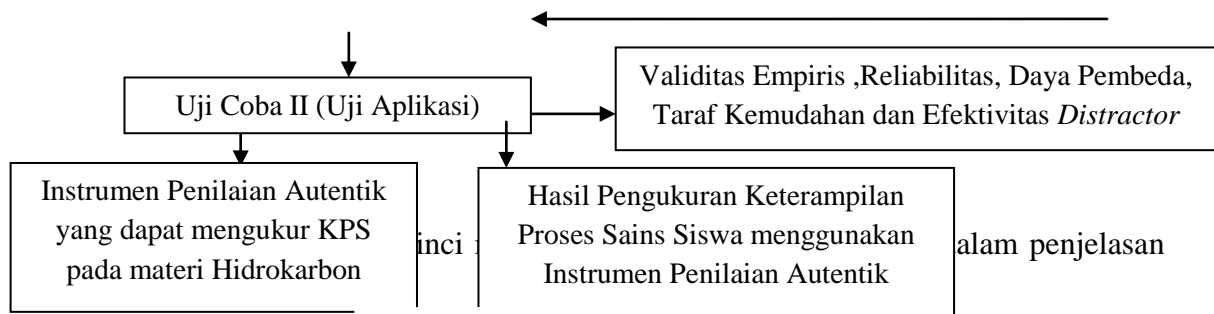 Validitas Empiris ,Reliabilitas, Daya Pembeda,
Taraf Kemudahan dan Efektivitas Distractor
Uji Coba II (Uji Aplikasi)
Instrumen Penilaian Autentik
yang dapat mengukur KPS
pada materi Hidrokarbon
Hasil Pengukuran Keterampilan
Proses Sains Siswa menggunakan
Instrumen Penilaian Autentik
penjelasan